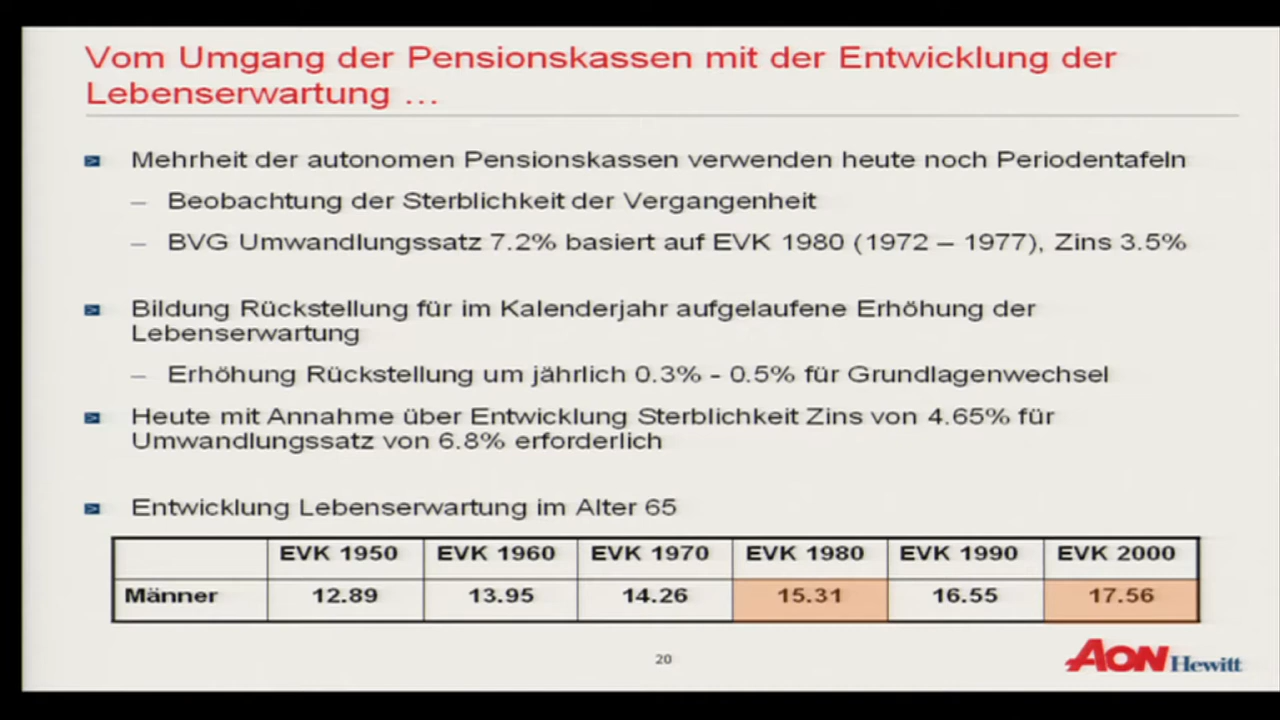 Vom Umgang der Pensionskassen mit der Entwicklung der
Lebenserwartung …
Mehrheit der autonomen Pensionskassen verwenden heute noch Periodentafeln
– Beobachtung der Sterblichkeit der Vergangenheit
– BVG Umwandlungssatz 7.2% basiert auf EVK 1980 (1972 – 1977), Zins 3.5%
Bildung Rückstellung für im Kalenderjahr aufgelaufene Erhöhung der
Lebenserwartung
– Erhöhung Rückstellung um jährlich 0.3% - 0.5% für Grundlagenwechsel
Heute mit Annahme über Entwicklung Sterblichkeit Zins von 4.65% für
Umwandlungssatz von 6.8% erforderlich
Entwicklung Lebenserwartung im Alter 65
EVK 1950 EVK 1960 EVK 1970 EVK 1980 EVK 1990 EVK 2000
Männer 12.89 13.95 14.26 15.31 16.55 17.56
20
AON Hewitt